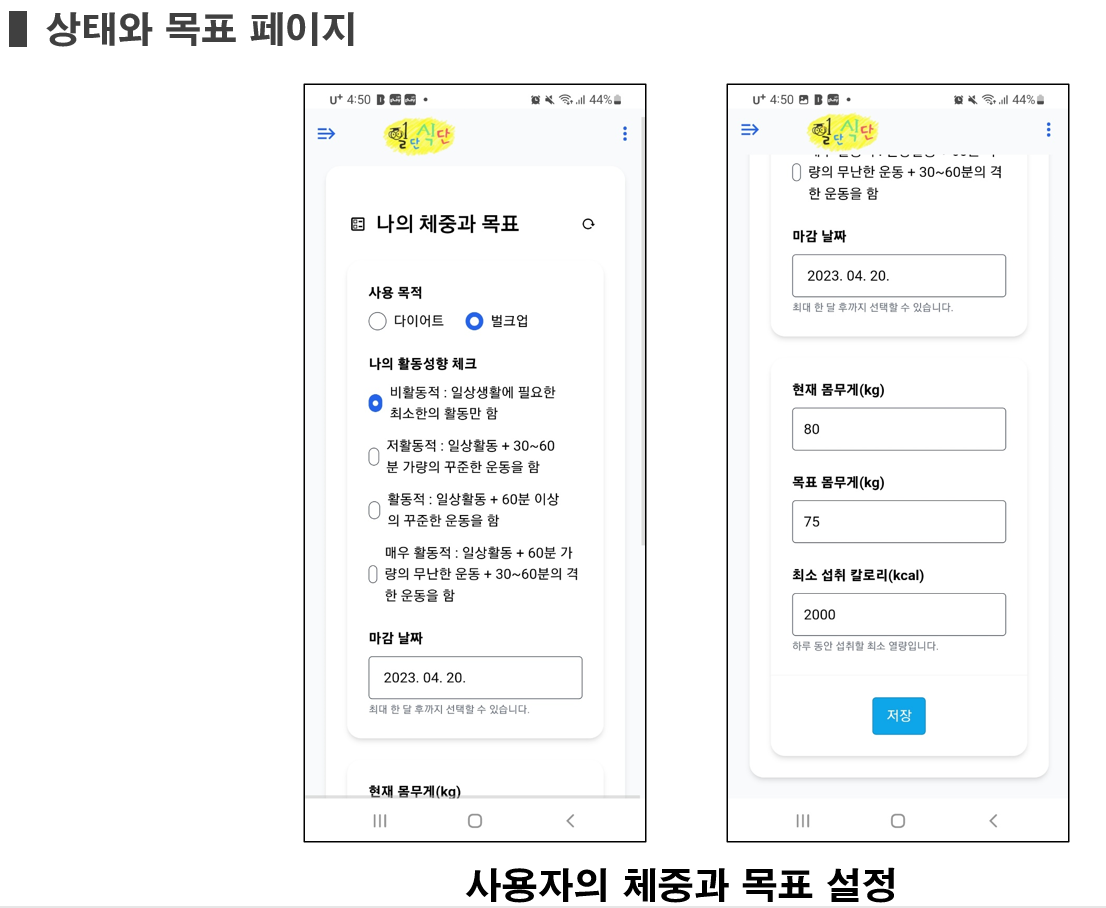 상태와 목표 페이지
U+ 4:50
44%
헬단식단
나의 체중과 목표
사용 목적
다이어트
벌크업
나의 활동성향 체크
비활동적 : 일상생활에 필요한
최소한의 활동만 함
저활동적 : 일상활동 + 30~60
분 가량의 꾸준한 운동을 함
활동적 : 일상활동 + 60분 이상
의 꾸준한 운동을 함
매우 활동적 : 일상활동 + 60분 가
량의 무난한 운동 + 30~60분의 격
한 운동을 함
마감 날짜
2023. 04. 20.
최대 한 달 후까지 선택할 수 있습니다.
현재 몸무게(kg)
U+ 4:50
44%
헬단식단
량의 무난한 운동 + 30~60분의 격
한 운동을 함
마감 날짜
2023. 04. 20.
최대 한 달 후까지 선택할 수 있습니다.
현재 몸무게(kg)
80
목표 몸무게(kg)
75
최소 섭취 칼로리(kcal)
2000
하루 동안 섭취할 최소 열량입니다.
저장
사용자의 체중과 목표 설정